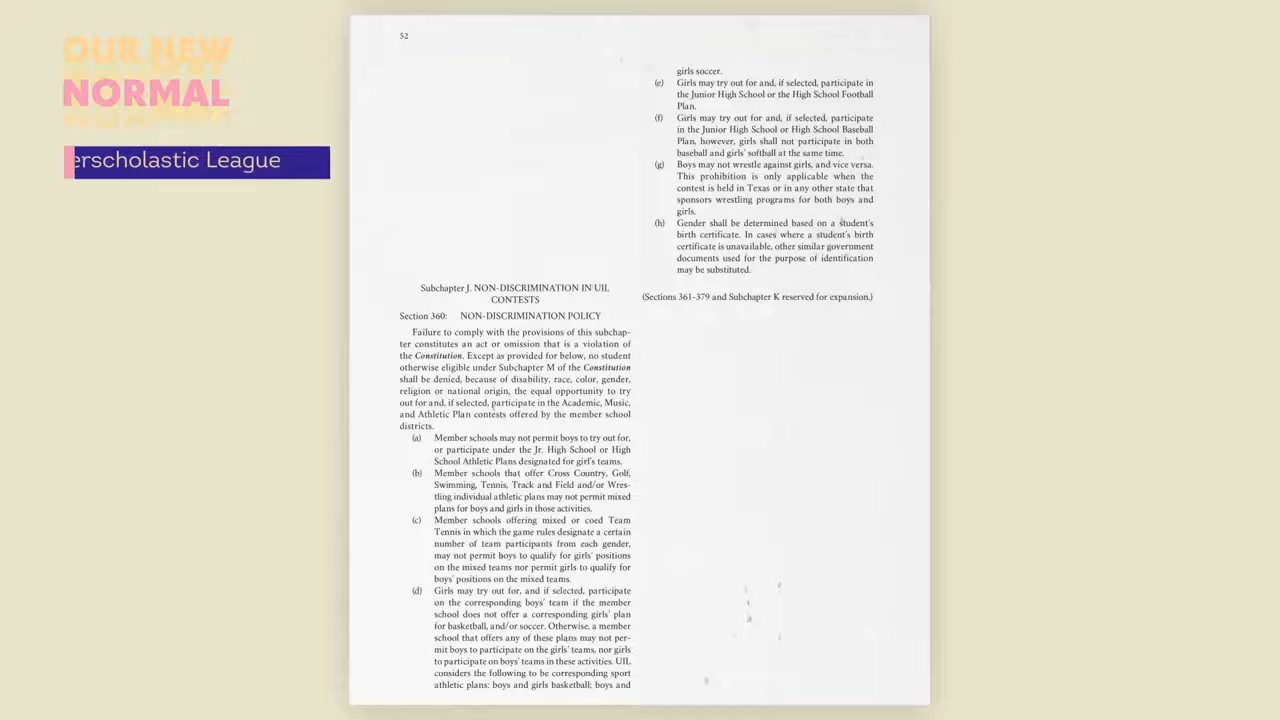 OUR NEW
NORMAL
erscholastic League
52
Subchapter J. NON-DISCRIMINATION IN UIL
CONTESTS
Section 360: NON-DISCRIMINATION POLICY
Failure to comply with the provisions of this subchap-
ter constitutes an act or omission that is a violation of
the Constitution. Except as provided for below, no student
otherwise eligible under Subchapter M of the Constitution
shall be denied, because of disability, race, color, gender,
religion or national origin, the equal opportunity to try
out for and, if selected, participate in the Academic, Music,
and Athletic Plan contests offered by the member school
districts.
(a) Member schools may not permit boys to try out for,
or participate under the Jr. High School or High
School Athletic Plans designated for girl's teams.
(b) Member schools that offer Cross Country, Golf,
Swimming, Tennis, Track and Field and/or Wres-
tling individual athletic plans may not permit mixed
plans for boys and girls in those activities.
(c) Member schools offering mixed or coed Team
Tennis in which the game rules designate a certain
number of team participants from each gender,
may not permit boys to qualify for girls' positions
on the mixed teams nor permit girls to qualify for
boys' positions on the mixed teams.
(d) Girls may try out for, and if selected, participate
on the corresponding boys' team if the member
school does not offer a corresponding girls' plan
for basketball, and/or soccer. Otherwise, a member
school that offers any of these plans may not per-
mit boys to participate on the girls' teams, nor girls
to participate on boys' teams in these activities. UIL
considers the following to be corresponding sport
athletic plans: boys and girls basketball; boys and
girls soccer.
(e) Girls may try out for and, if selected, participate in
the Junior High School or the High School Football
Plan.
(f) Girls may try out for and, if selected, participate
in the Junior High School or High School Baseball
Plan, however, girls shall not participate in both
baseball and girls' softball at the same time.
(g) Boys may not wrestle against girls, and vice versa.
This prohibition is only applicable when the
contest is held in Texas or in any other state that
sponsors wrestling programs for both boys and
girls.
(h) Gender shall be determined based on a student's
birth certificate. In cases where a student's birth
certificate is unavailable, other similar government
documents used for the purpose of identification
may be substituted.
(Sections 361-379 and Subchapter K reserved for expansion.)